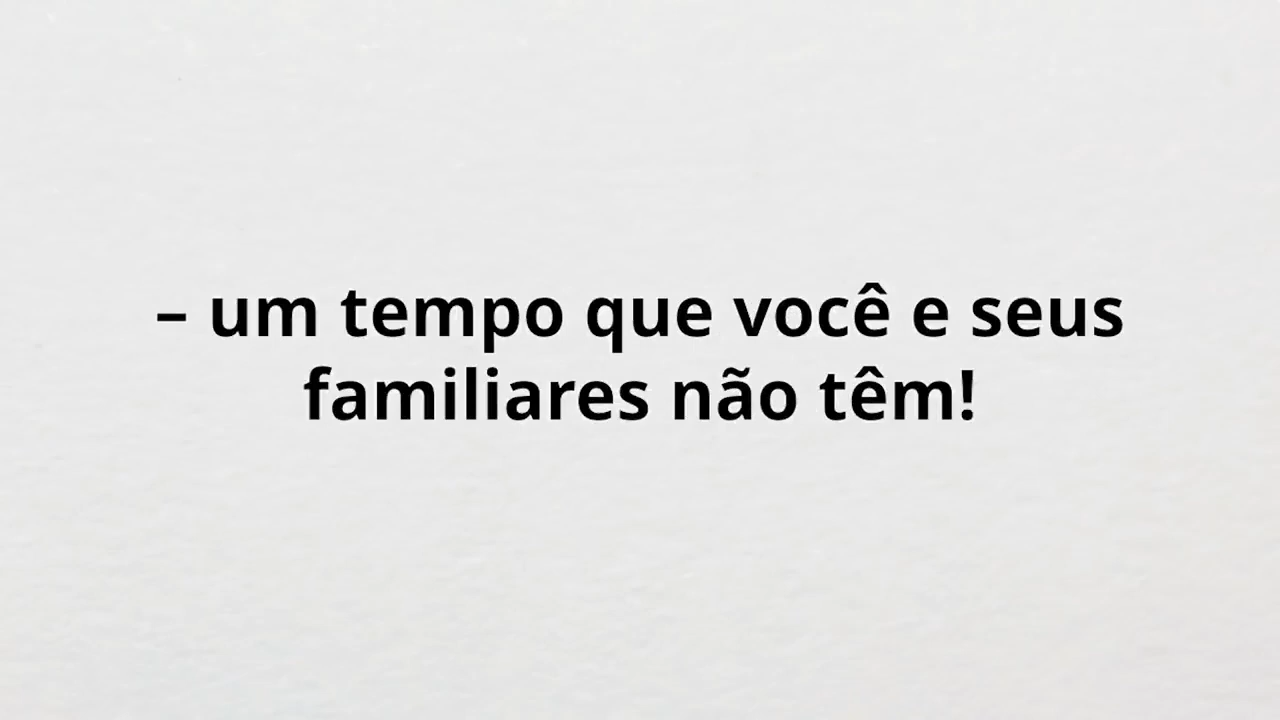 – um tempo que você e seus
familiares não têm!